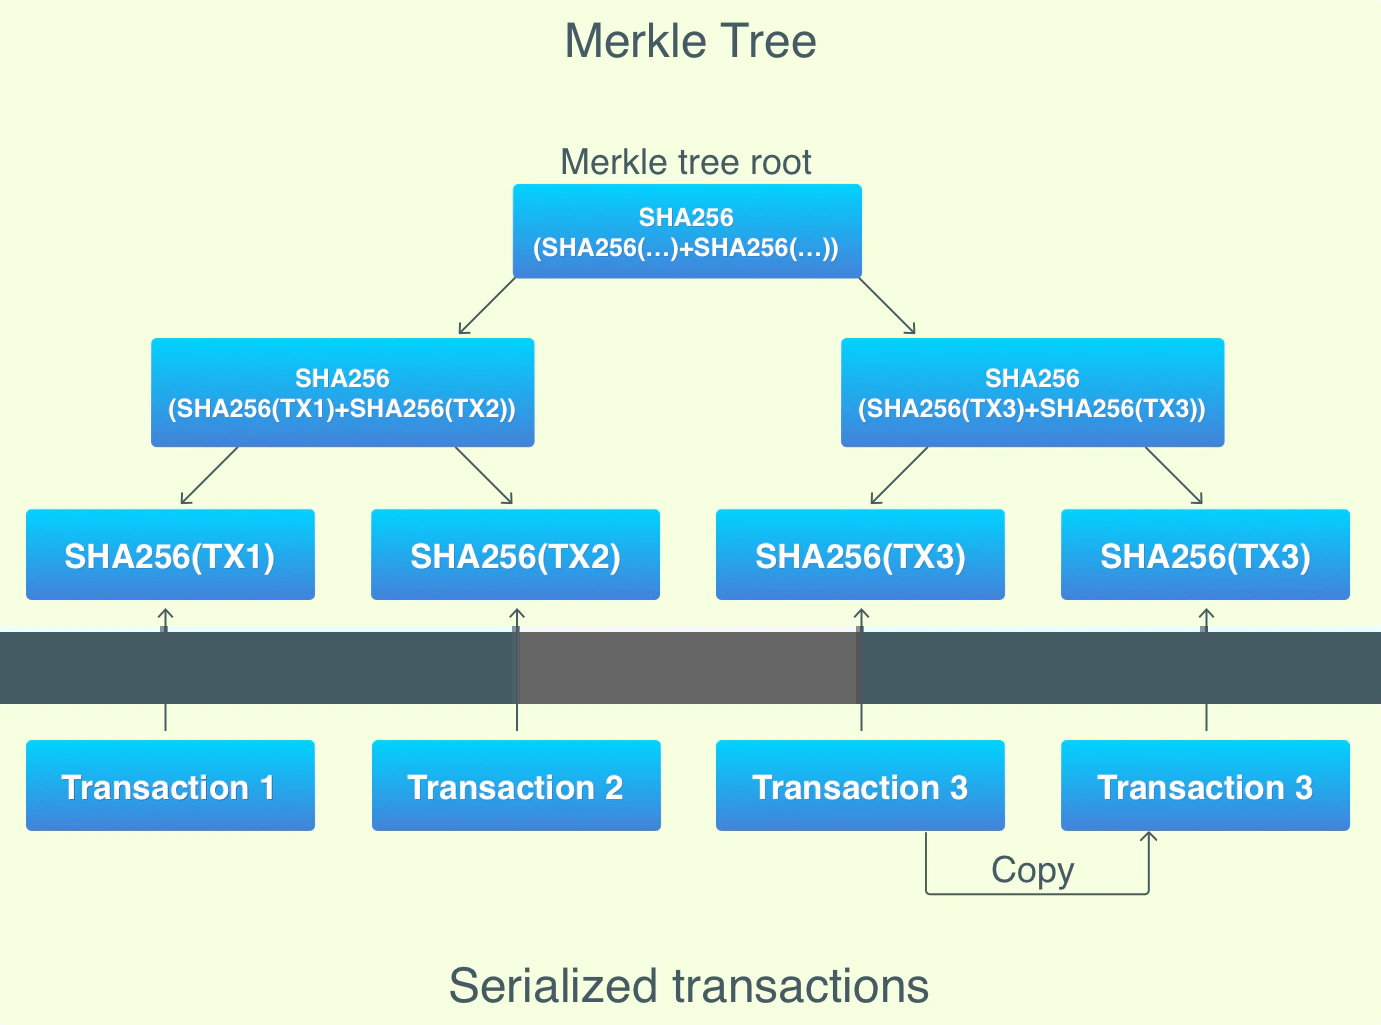 Merkle Tree
Merkle tree root
SHA256
(SHA256(...)+SHA256(...))
SHA256
(SHA256(TX1)+SHA256(TX2))
SHA256
(SHA256(TX3)+SHA256(TX3))
SHA256(TX1)
SHA256(TX2)
SHA256(TX3)
SHA256(TX3)
Transaction 1
Transaction 2
Transaction 3
Transaction 3
Copy
Serialized transactions